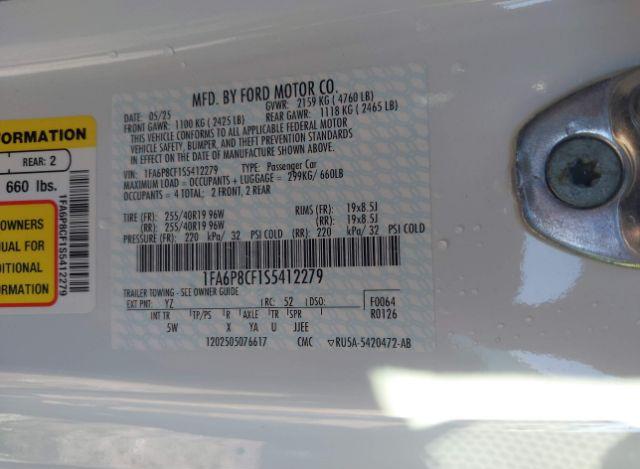 MFD. BY FORD MOTOR CO.
DATE: 05/25 GVWR: 2159 KG ( 4760 LB)
FRONT GAWR: 1100 KG ( 2425 LB) REAR GAWR: 1118 KG ( 2465 LB)
THIS VEHICLE CONFORMS TO ALL APPLICABLE FEDERAL MOTOR
VEHICLE SAFETY, BUMPER, AND THEFT PREVENTION STANDARDS
IN EFFECT ON THE DATE OF MANUFACTURE SHOWN ABOVE.
VIN: 1FA6P8CF1S5412279 TYPE: Passenger Car
MAXIMUM LOAD = OCCUPANTS + LUGGAGE = 299KG/ 660LB
OCCUPANTS = 4 TOTAL; 2 FRONT, 2 REAR
TIRE (FR): 255/40R19 96W RIMS (FR): 19x8.5J
(RR): 255/40R19 96W (RR): 19x8.5J
PRESSURE (FR): 220 kPa/ 32 PSI COLD (RR): 220 kPa/ 32 PSI COLD
1FA6P8CF1S5412279
TRAILER TOWING - SEE OWNER GUIDE
EXT PNT: YZ RC: 52 DSO: F0064
R0126
INT TR TP/PS R AXLE TR SPR
5W X YA U JJEE
1202505076617 CMC ▽RU5A-5420472-AB
FORMATION
REAR: 2
660 lbs.
OWNERS
NUAL FOR
DITIONAL
FORMATION
1FA6P8CF1S5412279